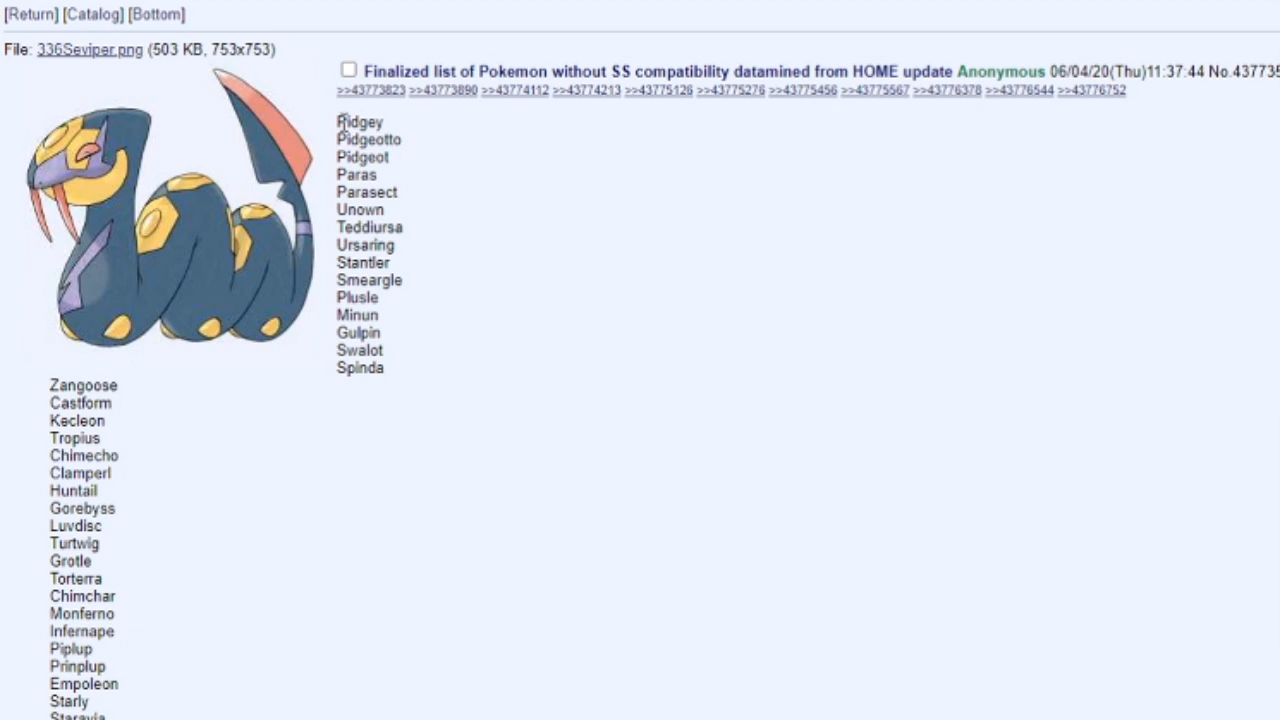 [Return] [Catalog] [Bottom]
File: 336Seviper.png (503 KB, 753x753)
Finalized list of Pokemon without SS compatibility datamined from HOME update Anonymous 06/04/20(Thu)11:37:44 No.437735
>>43773823 >>43773890 >>43774112 >>43774213 >>43775126 >>43775276 >>43775456 >>43775567 >>43776378 >>43776544 >>43776752
Pidgey
Pidgeotto
Pidgeot
Paras
Parasect
Unown
Teddiursa
Ursaring
Stantler
Smeargle
Plusle
Minun
Gulpin
Swalot
Spinda
Zangoose
Castform
Kecleon
Tropius
Chimecho
Clamperl
Huntail
Gorebyss
Luvdisc
Turtwig
Grotle
Torterra
Chimchar
Monferno
Infernape
Piplup
Prinplup
Empoleon
Starly
Staravia